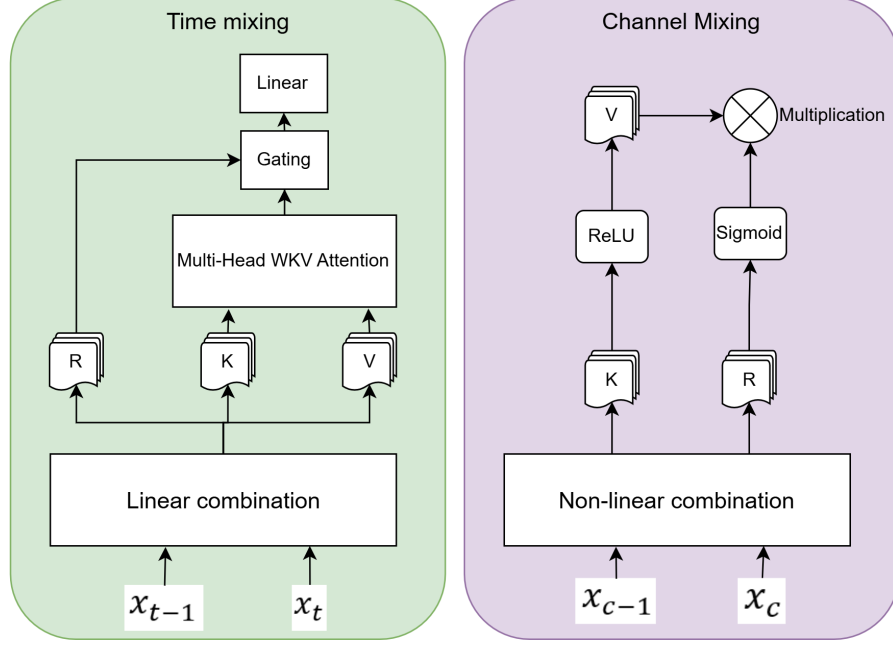 Time mixing
Linear
Gating
Multi-Head WKV Attention
R
K
V
Linear combination
x_{t-1}
x_t
Channel Mixing
V
Multiplication
ReLU
Sigmoid
K
R
Non-linear combination
x_{c-1}
x_c